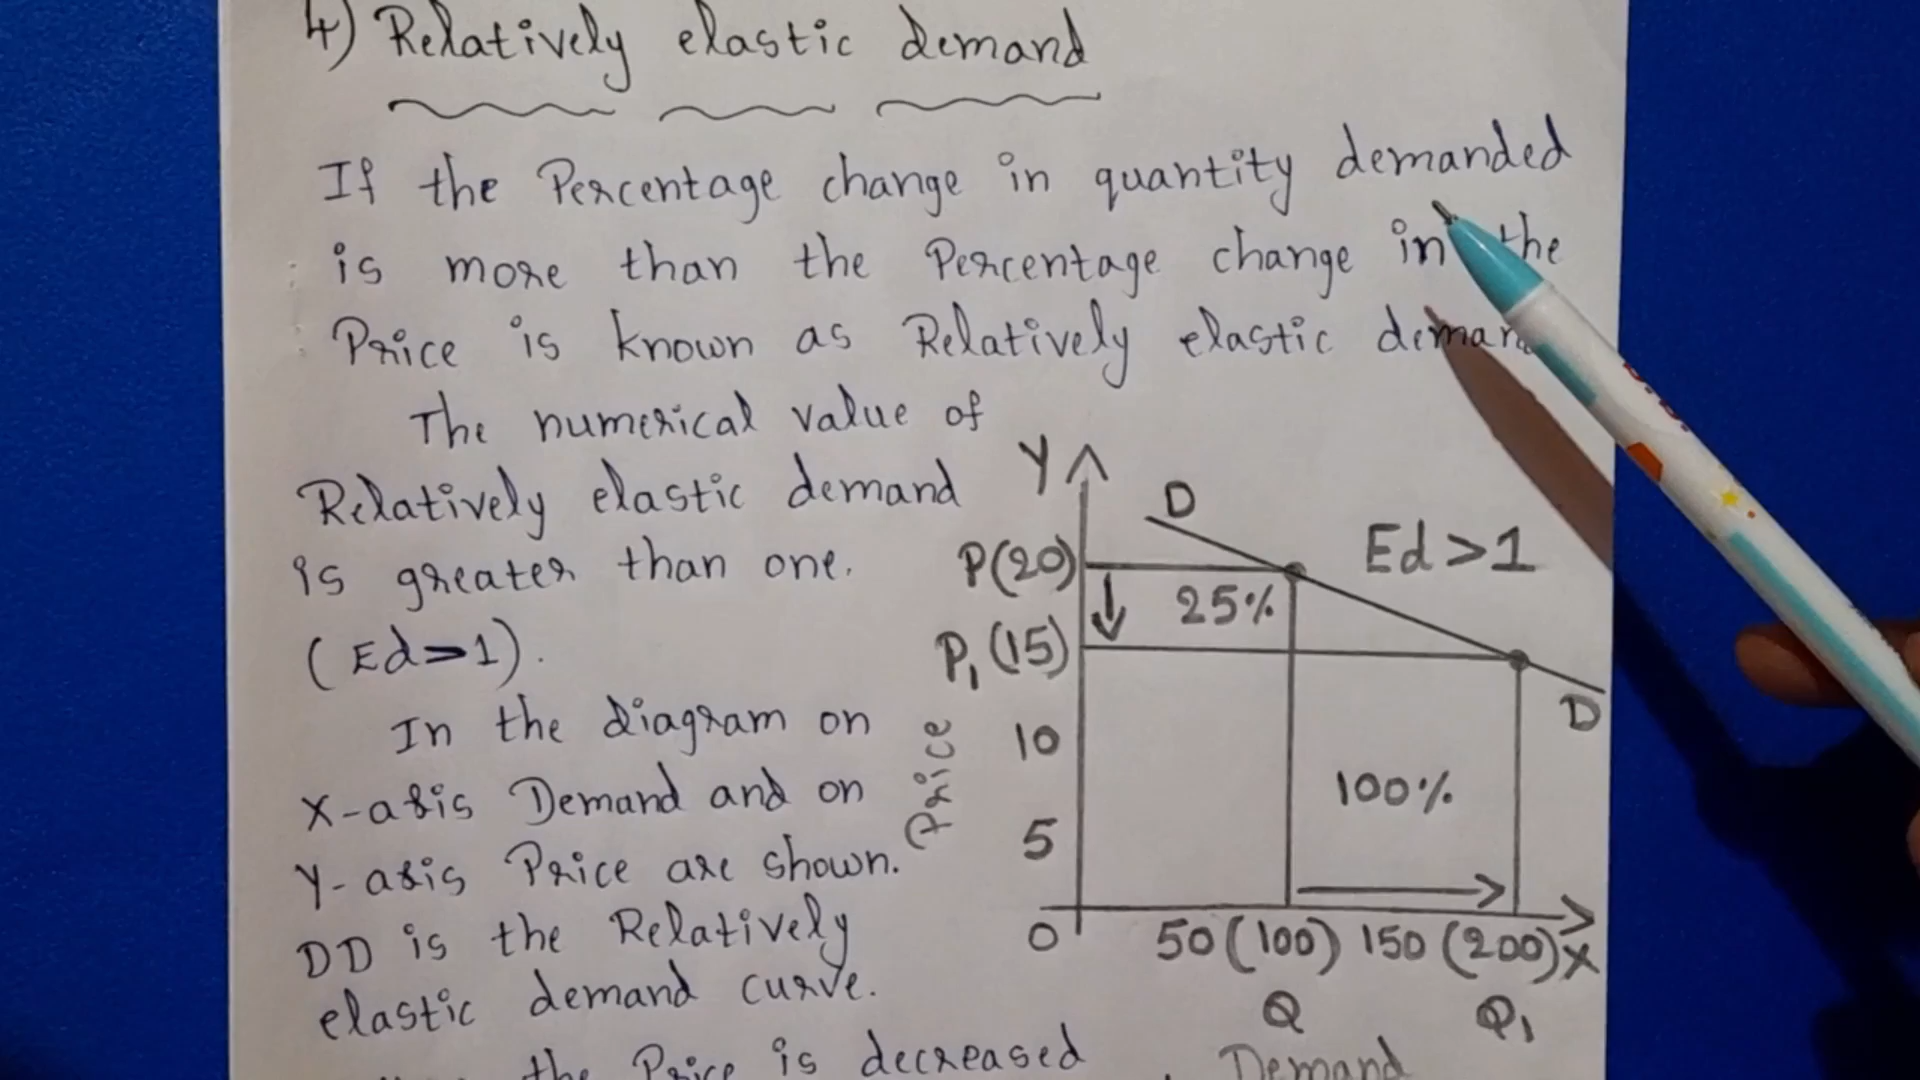 4) Relatively elastic demand
If the Percentage change in quantity demanded
is more than the Percentage change in the
Price is known as Relatively elastic deman
The numerical value of
Relatively elastic demand
is greater than one.
(Ed>1).
In the diagram on
X-axis Demand and on
Y-axis Price are shown.
DD is the Relatively
elastic demand curve.
the Price is decreased
Y
D
Ed>1
P(20)
25%
P₁(15)
D
Price
10
100%
5
0
50 (100) 150 (200) X
Q Q₁
Demand